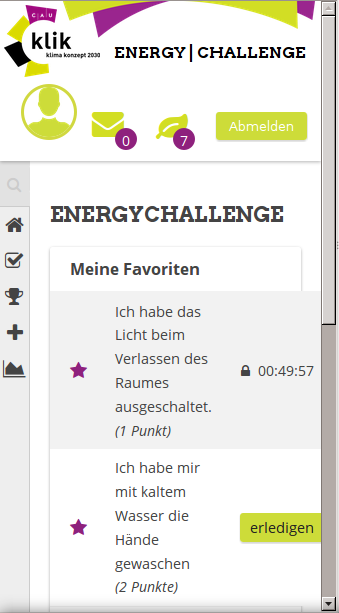 CAU
klik
klima konzept 2030
ENERGY | CHALLENGE
0
7
Abmelden
ENERGYCHALLENGE
Meine Favoriten
Ich habe das
Licht beim
Verlassen des
Raumes
ausgeschaltet.
(1 Punkt)
00:49:57
Ich habe mir
mit kaltem
Wasser die
Hände
gewaschen
(2 Punkte)
erledigen